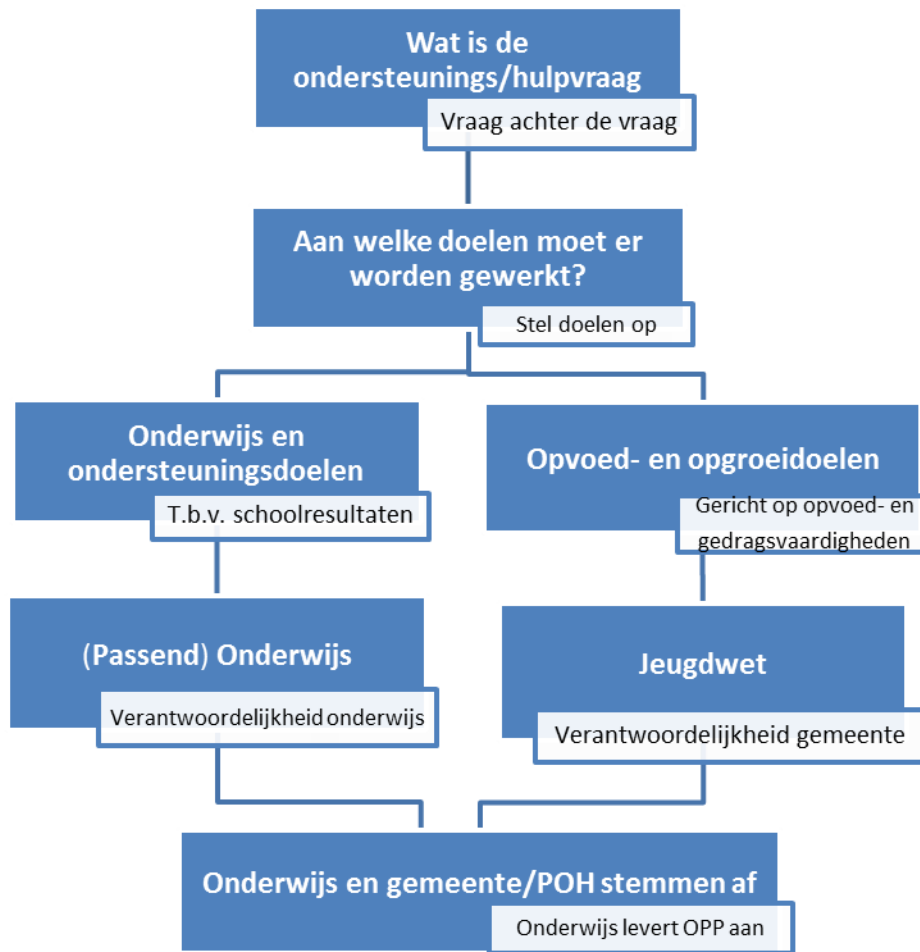 Wat is de
ondersteunings/hulpvraag
Vraag achter de vraag
Aan welke doelen moet er
worden gewerkt?
Stel doelen op
Onderwijs en
ondersteuningsdoelen
T.b.v. schoolresultaten
Opvoed- en opgroeidoelen
Gericht op opvoed- en
gedragsvaardigheden
(Passend) Onderwijs
Verantwoordelijkheid onderwijs
Jeugdwet
Verantwoordelijkheid gemeente
Onderwijs en gemeente/POH stemmen af
Onderwijs levert OPP aan